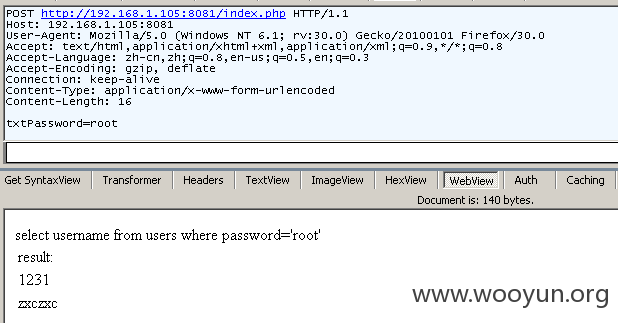 POST http://192.168.1.105:8081/index.php HTTP/1.1
Host: 192.168.1.105:8081
User-Agent: Mozilla/5.0 (Windows NT 6.1; rv:30.0) Gecko/20100101 Firefox/30.0
Accept: text/html,application/xhtml+xml,application/xml;q=0.9,*/*;q=0.8
Accept-Language: zh-cn,zh;q=0.8,en-us;q=0.5,en;q=0.3
Accept-Encoding: gzip, deflate
Connection: keep-alive
Content-Type: application/x-www-form-urlencoded
Content-Length: 16
txtPassword=root
Get SyntaxView Transformer Headers TextView ImageView HexView WebView Auth Caching
Document is: 140 bytes.
select username from users where password='root'
result:
1231
zxczxc
www.wooyun.org